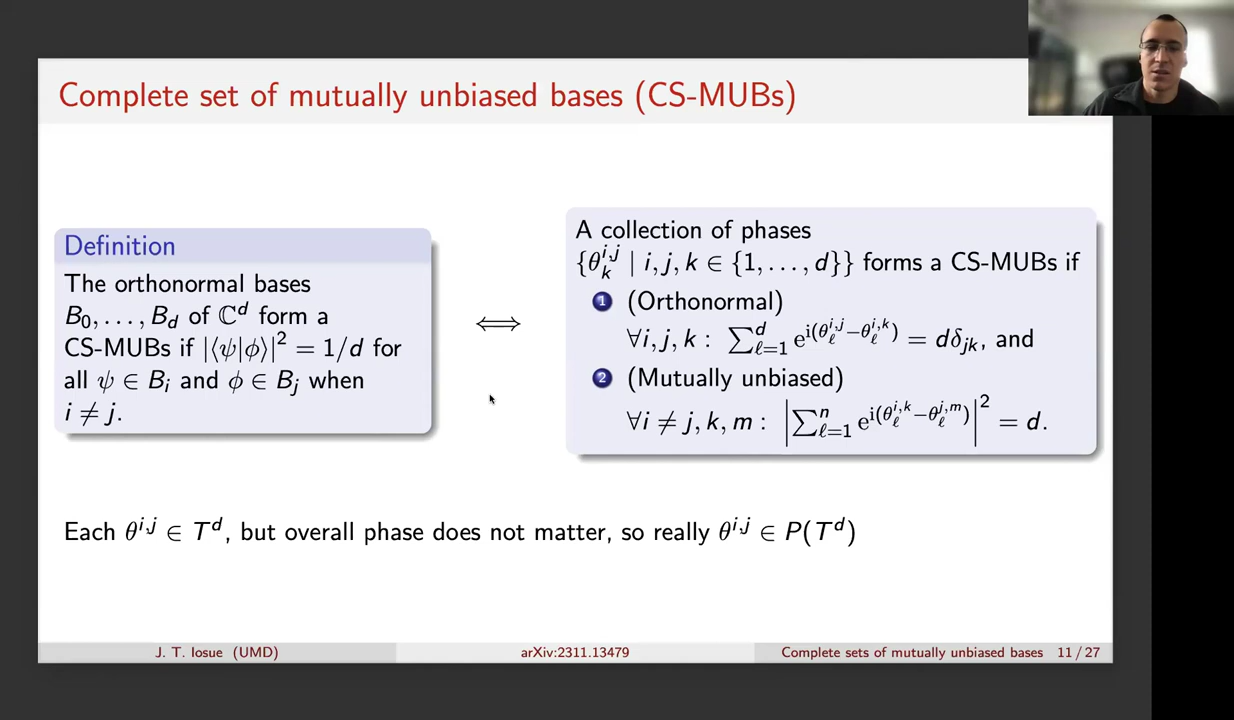 Complete set of mutually unbiased bases (CS-MUBs)
Definition
The orthonormal bases
B₀, . . . , B_d of ℂ^d form a
CS-MUBs if |⟨ψ|ϕ⟩|² = 1/d for
all ψ ∈ B_i and ϕ ∈ B_j when
i ≠ j.
⟺
A collection of phases
{θ_k^{i,j} | i, j, k ∈ {1, . . . , d}} forms a CS-MUBs if
1 (Orthonormal)
∀i, j, k : ∑_{ℓ=1}^d e^{i(θ_ℓ^{i,j}−θ_ℓ^{i,k})} = dδ_{jk}, and
2 (Mutually unbiased)
∀i ≠ j, k, m : |∑_{ℓ=1}^n e^{i(θ_ℓ^{i,k}−θ_ℓ^{j,m})}|² = d.
Each θ^{i,j} ∈ T^d, but overall phase does not matter, so really θ^{i,j} ∈ P(T^d)
J. T. Iosue (UMD) arXiv:2311.13479 Complete sets of mutually unbiased bases 11 / 27